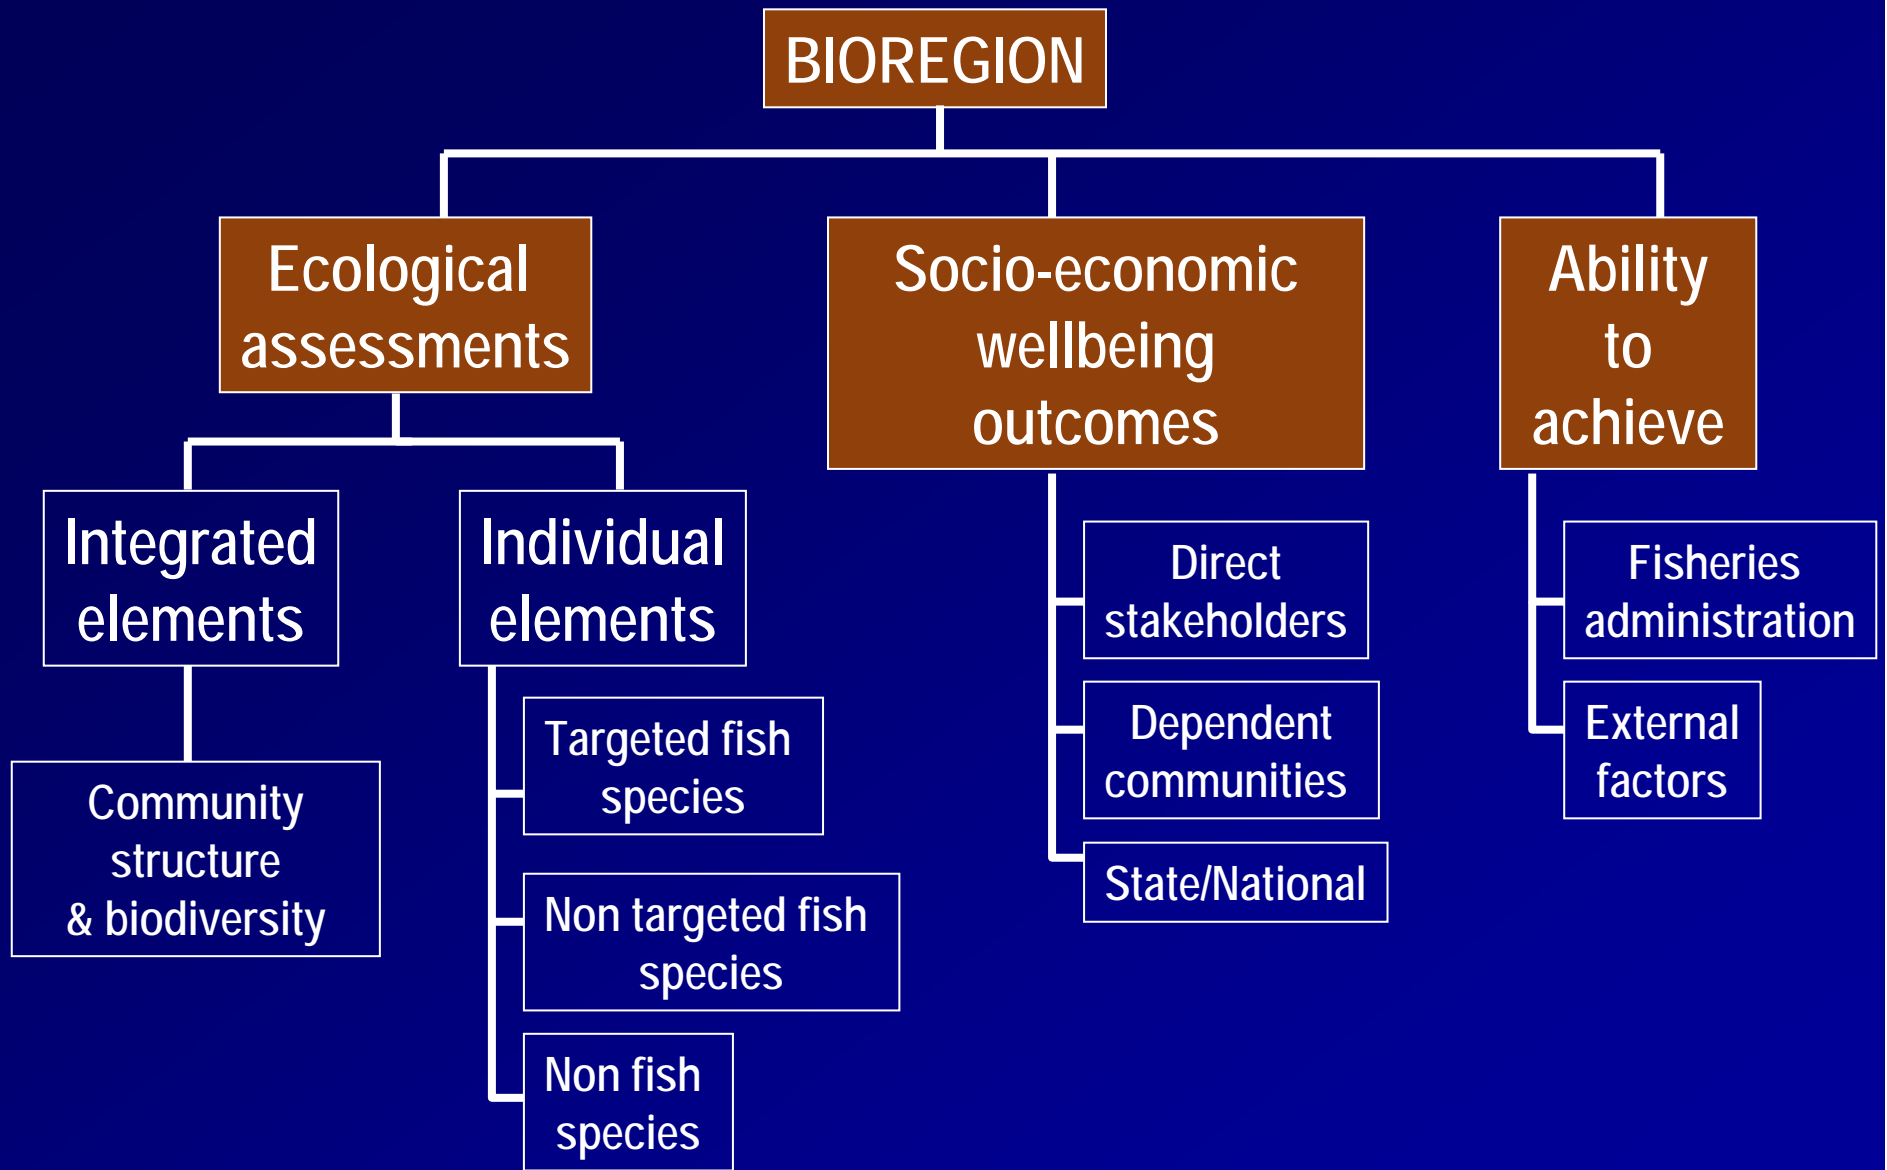 BIOREGION
Ecological
assessments
Socio-economic
wellbeing
outcomes
Ability
to
achieve
Integrated
elements
Individual
elements
Community
structure
& biodiversity
Targeted fish
species
Non targeted fish
species
Non fish
species
Direct
stakeholders
Dependent
communities
State/National
Fisheries
administration
External
factors